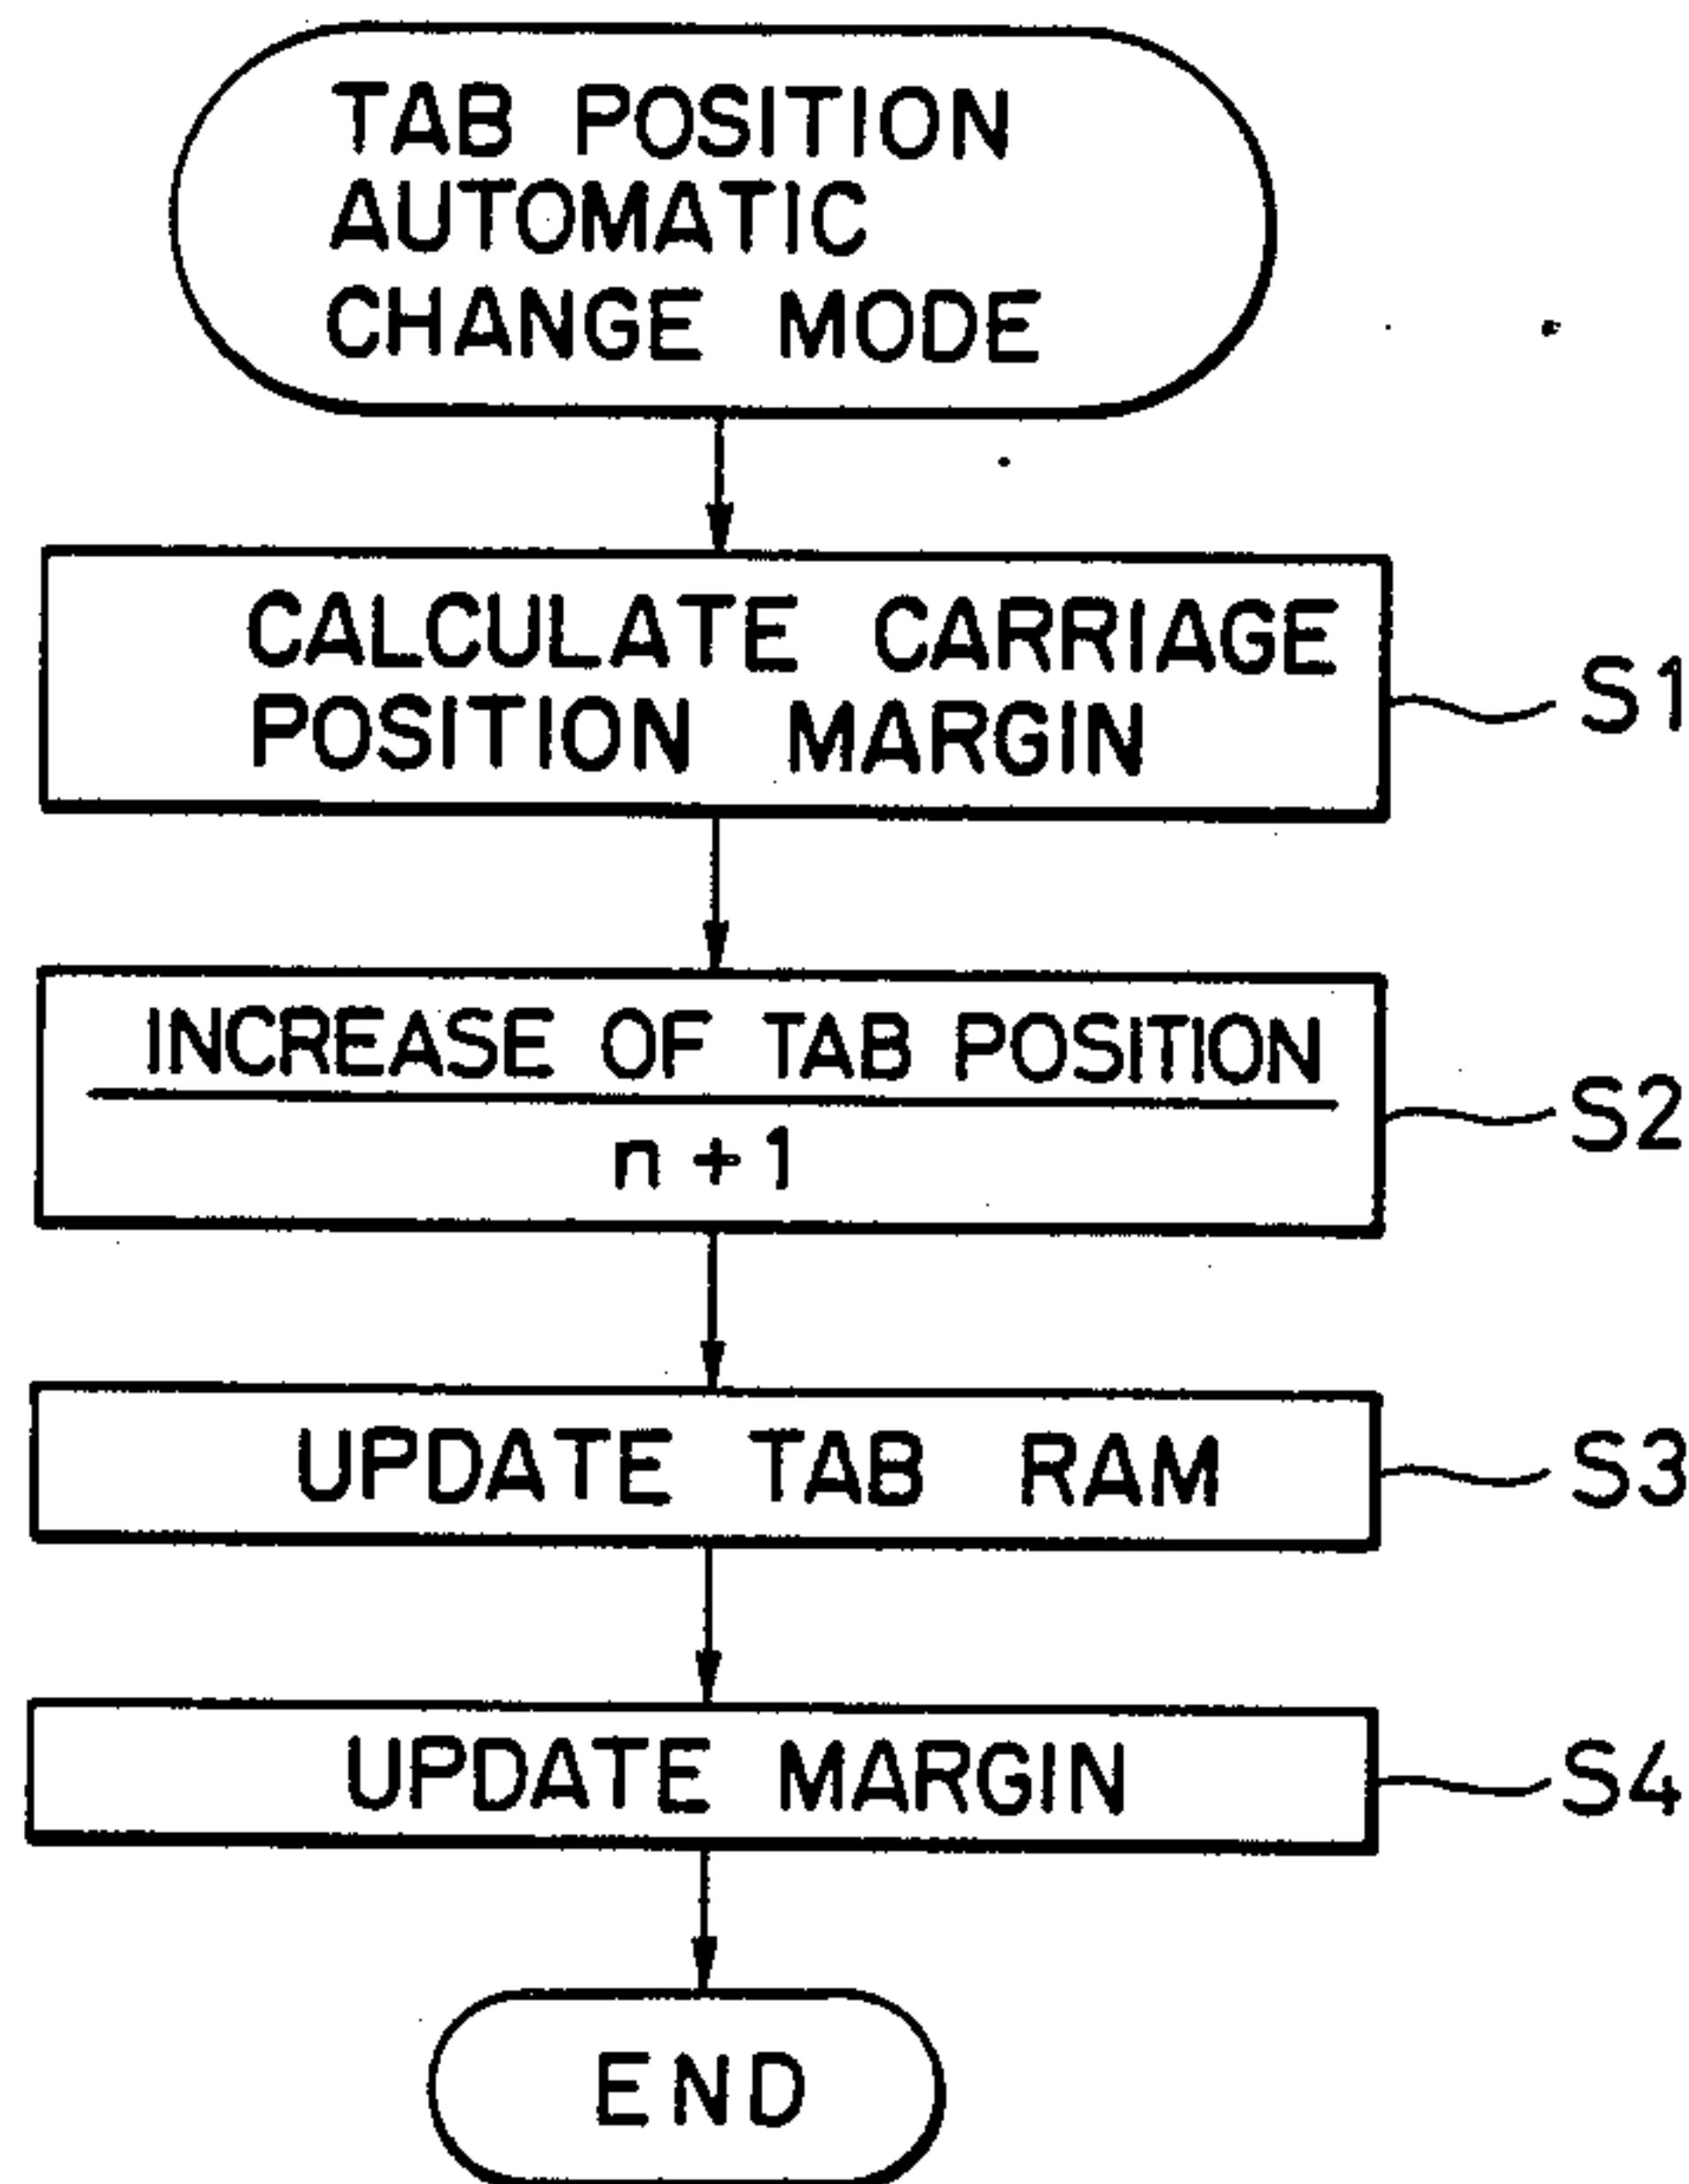 TAB POSITION
AUTOMATIC
CHANGE MODE
CALCULATE CARRIAGE
POSITION MARGIN
S1
INCREASE OF TAB POSITION
n + 1
S2
UPDATE TAB RAM
S3
UPDATE MARGIN
S4
END